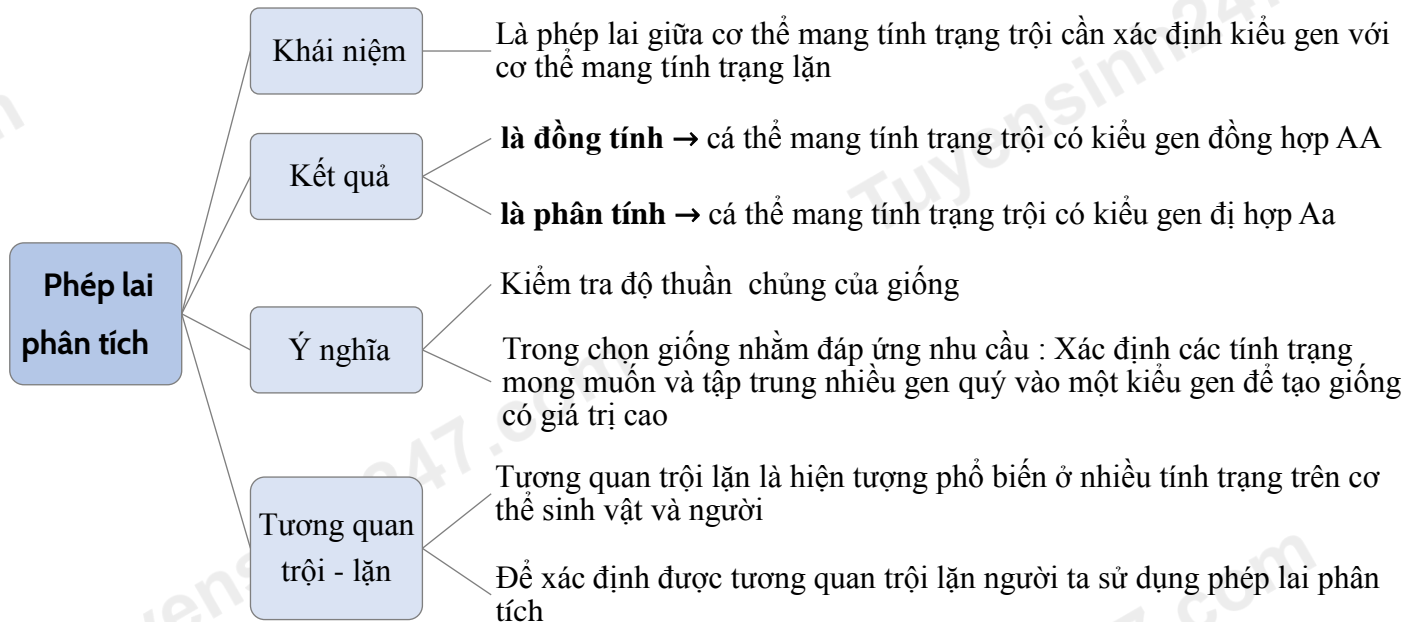 Khái niệm
Là phép lai giữa cơ thể mang tính trạng trội cần xác định kiểu gen với
cơ thể mang tính trạng lặn
Kết quả
là đồng tính → cá thể mang tính trạng trội có kiểu gen đồng hợp AA
là phân tính → cá thể mang tính trạng trội có kiểu gen đị hợp Aa
Phép lai
phân tích
Ý nghĩa
Kiểm tra độ thuần chủng của giống
Trong chọn giống nhằm đáp ứng nhu cầu : Xác định các tính trạng
mong muốn và tập trung nhiều gen quý vào một kiểu gen để tạo giống
có giá trị cao
Tương quan
trội - lặn
Tương quan trội lặn là hiện tượng phổ biến ở nhiều tính trạng trên cơ
thể sinh vật và người
Để xác định được tương quan trội lặn người ta sử dụng phép lai phân
tích
Tuyensinh247
247.com